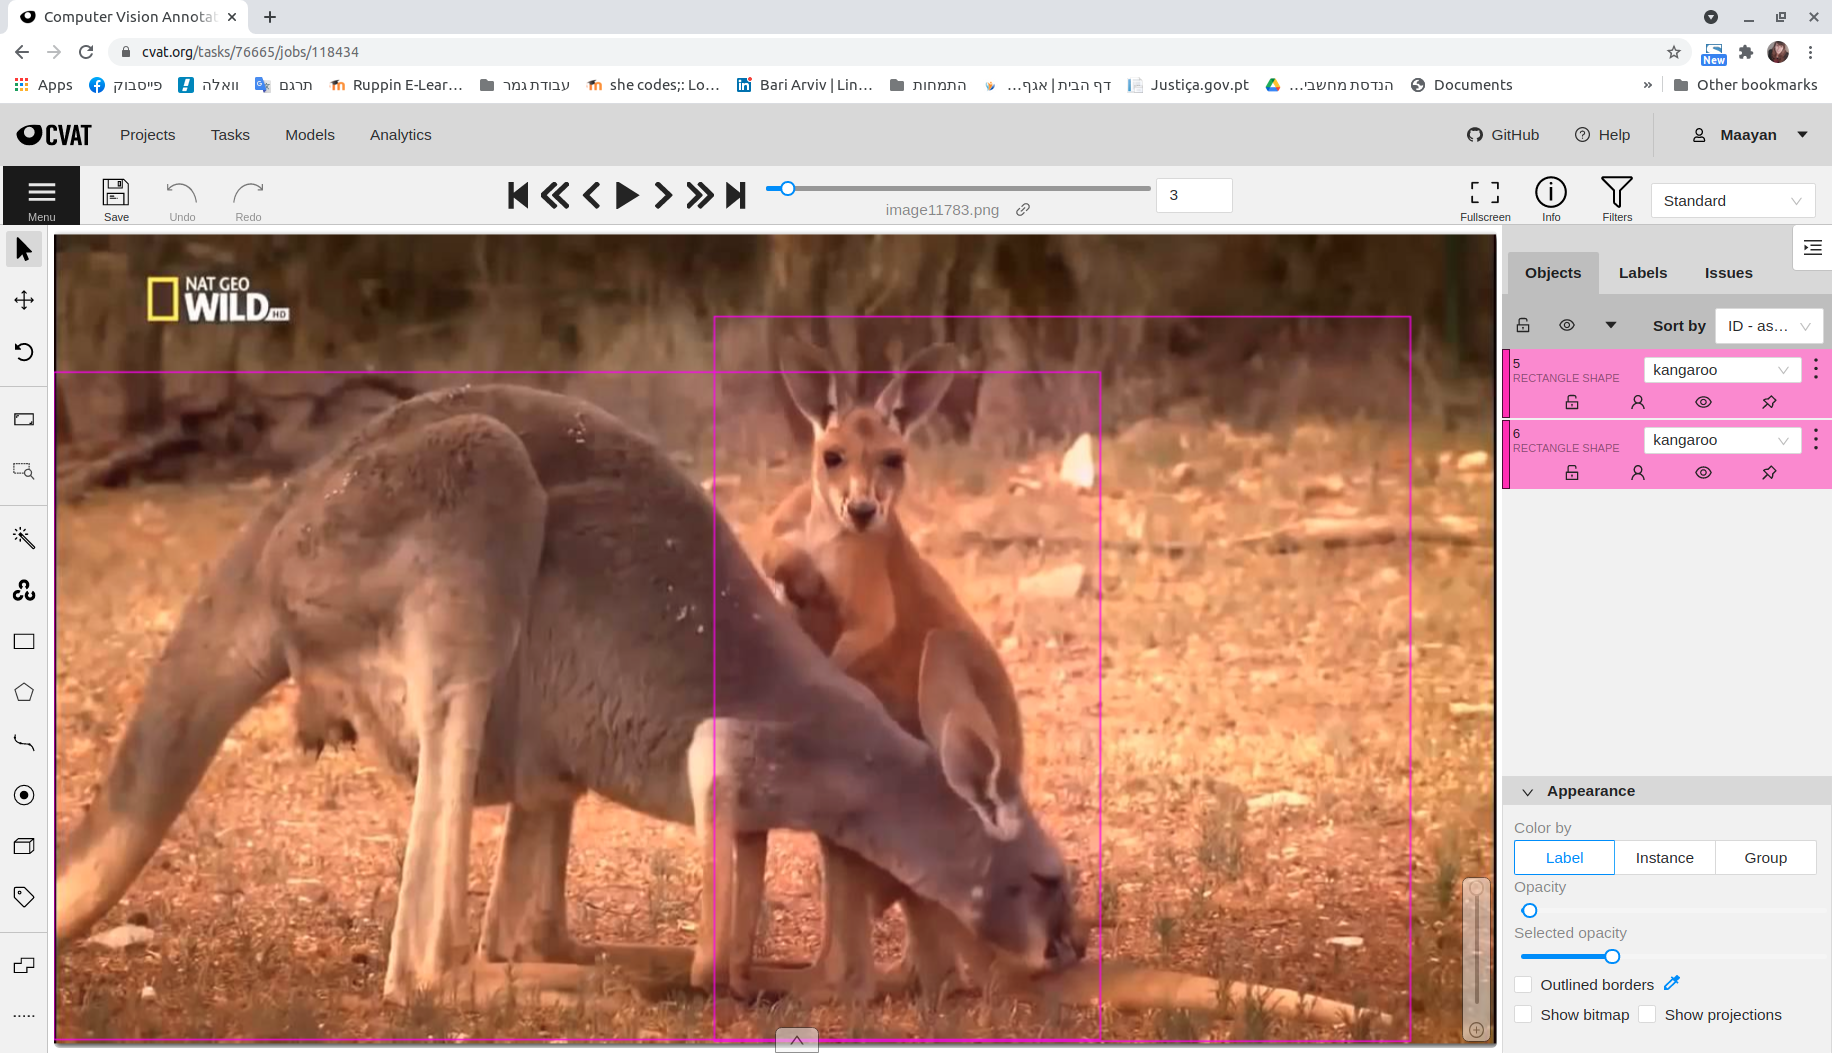 Computer Vision Annotat
cvat.org/tasks/76665/jobs/118434
Apps פייסבוק וואלה תרגם Ruppin E-Lear... עבודת גמר she codes;: Lo... Bari Arviv | Lin... התמחות דף הבית | אגף... Justiça.gov.pt הנדסת מחשבי... Documents » Other bookmarks
New
CVAT Projects Tasks Models Analytics GitHub Help Maayan
Menu Save Undo Redo image11783.png 3 Fullscreen Info Filters Standard
NAT GEO
WILD HD
Objects Labels Issues
Sort by ID - as...
5 kangaroo
RECTANGLE SHAPE
6 kangaroo
RECTANGLE SHAPE
Appearance
Color by
Label Instance Group
Opacity
Selected opacity
Outlined borders
Show bitmap Show projections